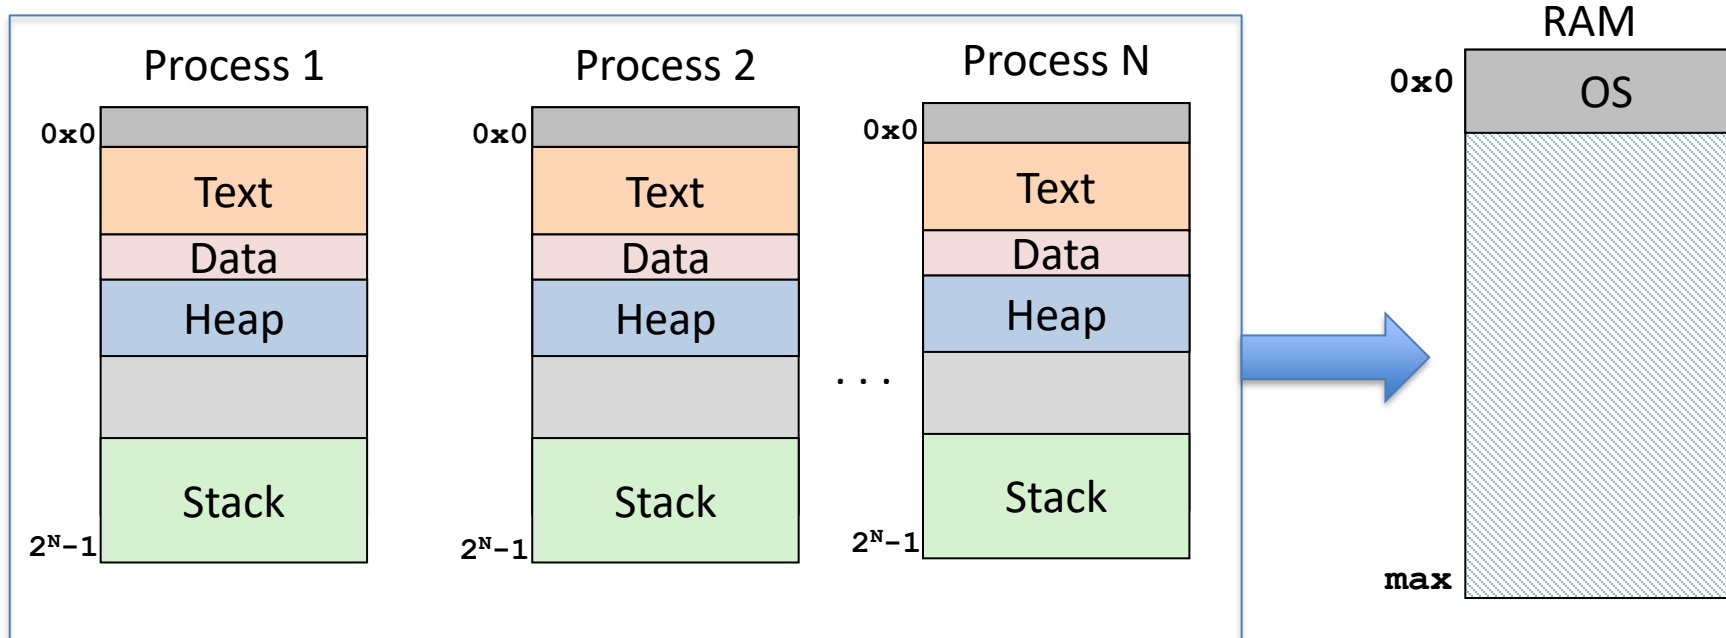 Process 1
0x0
Text
Data
Heap
Stack
2ᴺ-1
Process 2
0x0
Text
Data
Heap
Stack
2ᴺ-1
...
Process N
0x0
Text
Data
Heap
Stack
2ᴺ-1
RAM
0x0
OS
max